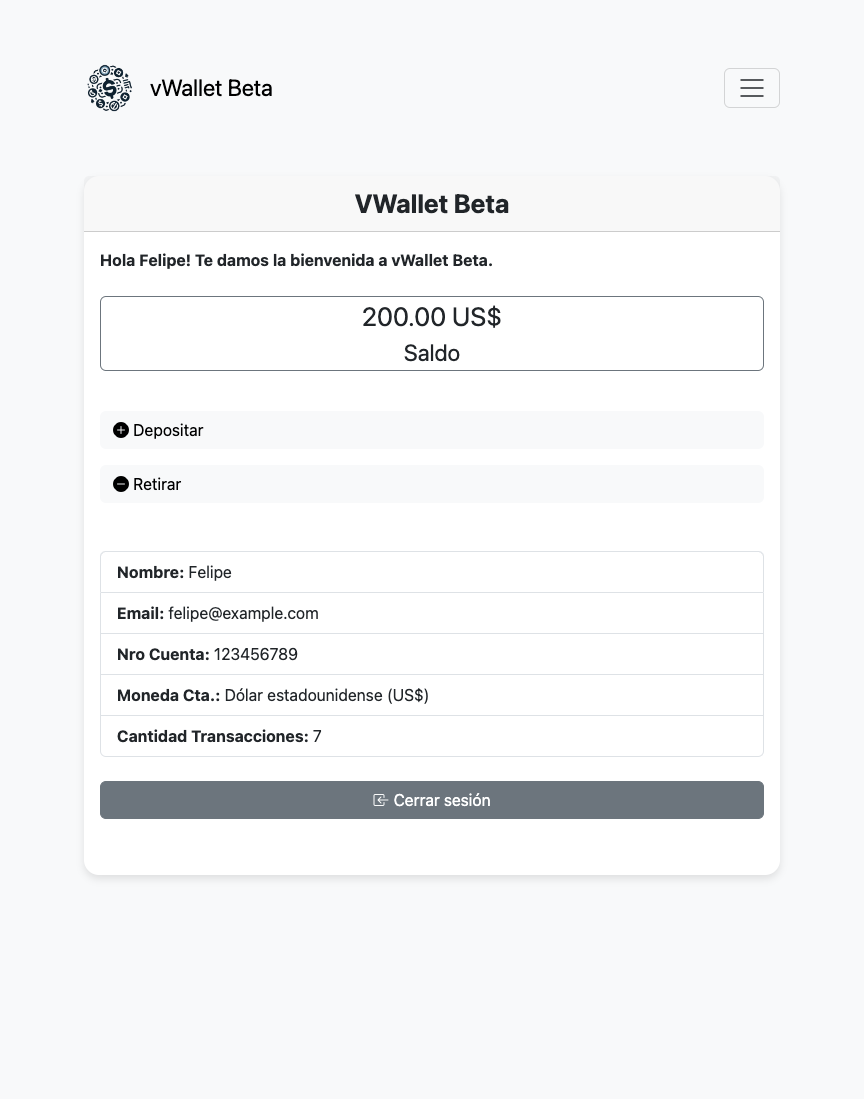 vWallet Beta
VWallet Beta
Hola Felipe! Te damos la bienvenida a vWallet Beta.
200.00 US$
Saldo
Depositar
Retirar
Nombre: Felipe
Email: felipe@example.com
Nro Cuenta: 123456789
Moneda Cta.: Dólar estadounidense (US$)
Cantidad Transacciones: 7
Cerrar sesión